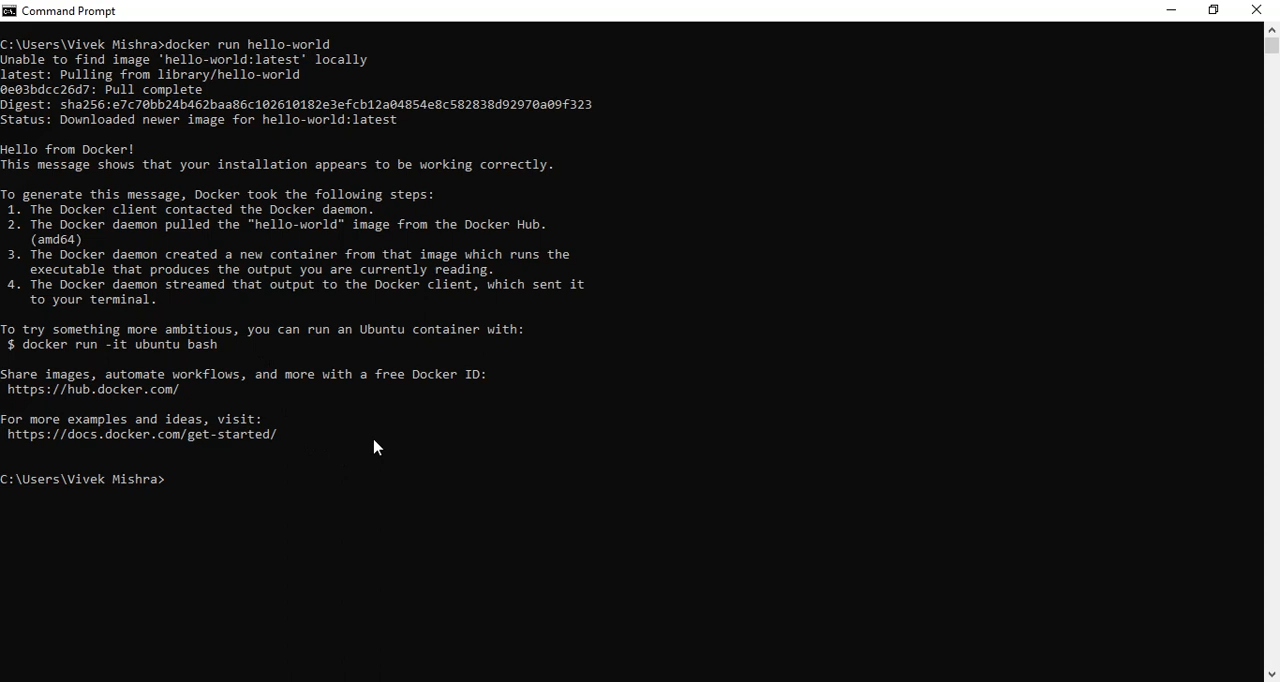 Command Prompt
C:\Users\Vivek Mishra>docker run hello-world
Unable to find image 'hello-world:latest' locally
latest: Pulling from library/hello-world
0e03bdcc26d7: Pull complete
Digest: sha256:e7c70bb24b462baa86c102610182e3efcb12a04854e8c582838d92970a09f323
Status: Downloaded newer image for hello-world:latest
Hello from Docker!
This message shows that your installation appears to be working correctly.
To generate this message, Docker took the following steps:
1. The Docker client contacted the Docker daemon.
2. The Docker daemon pulled the "hello-world" image from the Docker Hub.
(amd64)
3. The Docker daemon created a new container from that image which runs the
executable that produces the output you are currently reading.
4. The Docker daemon streamed that output to the Docker client, which sent it
to your terminal.
To try something more ambitious, you can run an Ubuntu container with:
$ docker run -it ubuntu bash
Share images, automate workflows, and more with a free Docker ID:
https://hub.docker.com/
For more examples and ideas, visit:
https://docs.docker.com/get-started/
C:\Users\Vivek Mishra>